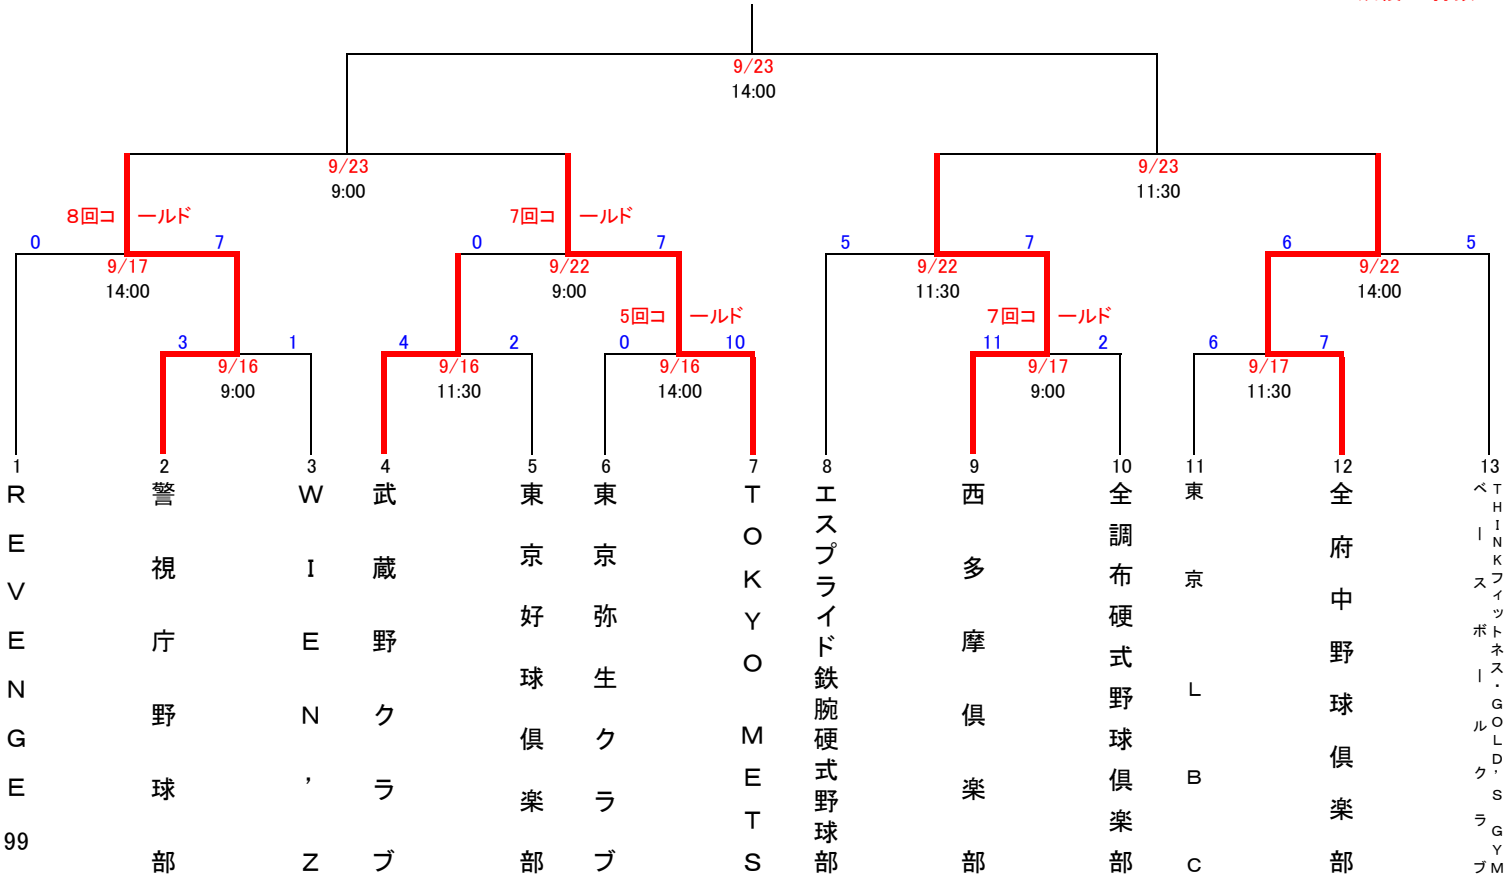 9/23
14:00
9/23
9:00
9/23
11:30
8回コールド
7回コールド
0 7
9/17
14:00
0 7
9/22
9:00
5 7
9/22
11:30
6 5
9/22
14:00
5回コールド
7回コールド
3 1
9/16
9:00
4 2
9/16
11:30
0 10
9/16
14:00
11 2
9/17
9:00
6 7
9/17
11:30
1
REVENGE99
2
警視庁野球部
3
WIEN’Z
4
武蔵野クラブ
5
東京好球倶楽部
6
東京弥生クラブ
7
TOKYO METS
8
エスプライド鉄腕硬式野球部
9
西多摩倶楽部
10
全調布硬式野球倶楽部
11
東京LBC
12
全府中野球倶楽部
13
THINKフィットネス・GOLD’S GYM
ベースボールクラブ